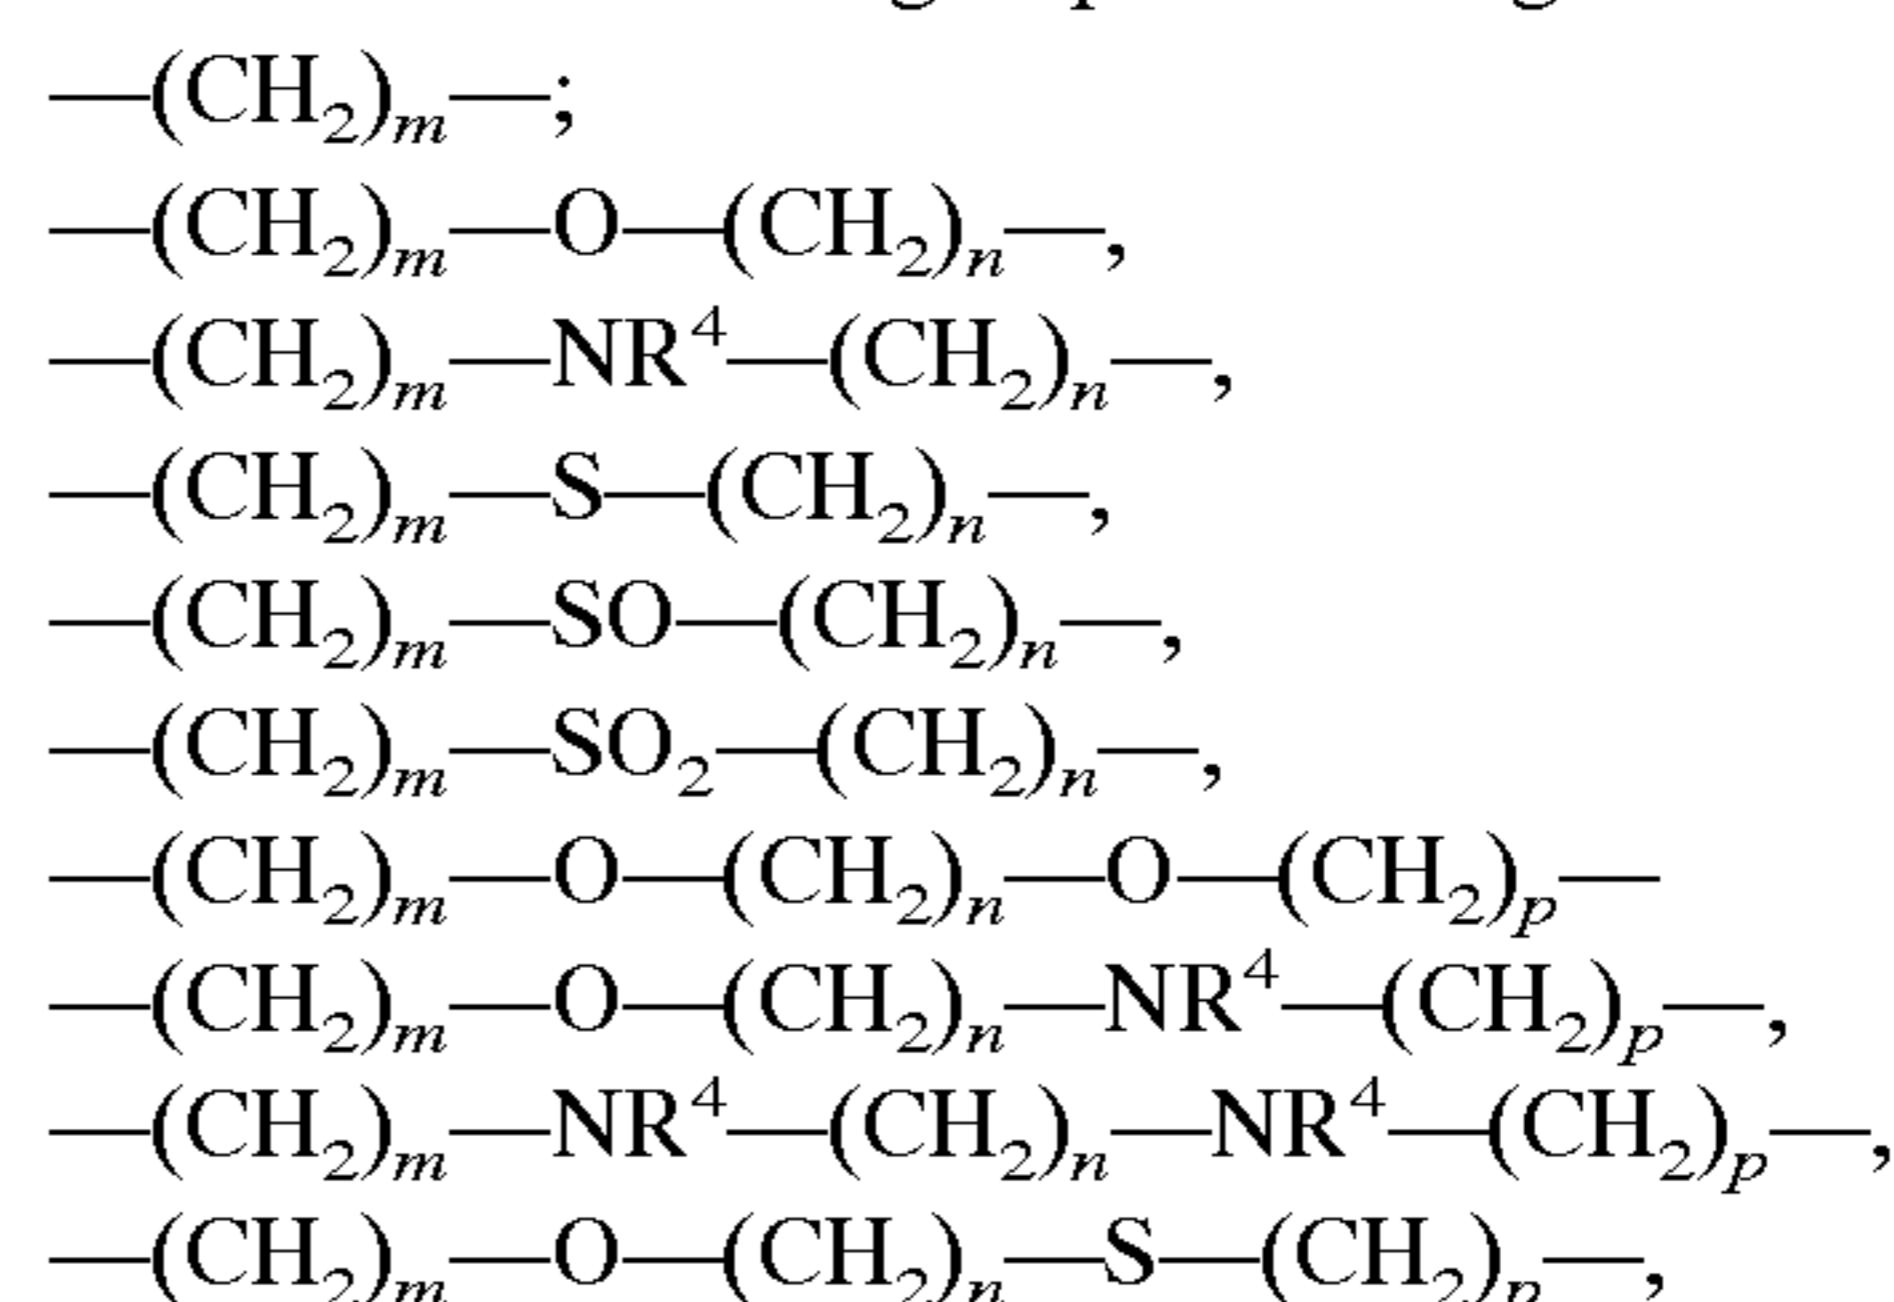 —(CH₂)ₘ—;
—(CH₂)ₘ—O—(CH₂)ₙ—,
—(CH₂)ₘ—NR⁴—(CH₂)ₙ—,
—(CH₂)ₘ—S—(CH₂)ₙ—,
—(CH₂)ₘ—SO—(CH₂)ₙ—,
—(CH₂)ₘ—SO₂—(CH₂)ₙ—,
—(CH₂)ₘ—O—(CH₂)ₙ—O—(CH₂)ₚ—
—(CH₂)ₘ—O—(CH₂)ₙ—NR⁴—(CH₂)ₚ—,
—(CH₂)ₘ—NR⁴—(CH₂)ₙ—NR⁴—(CH₂)ₚ—,
—(CH₂)ₘ—O—(CH₂)ₙ—S—(CH₂)ₚ—,